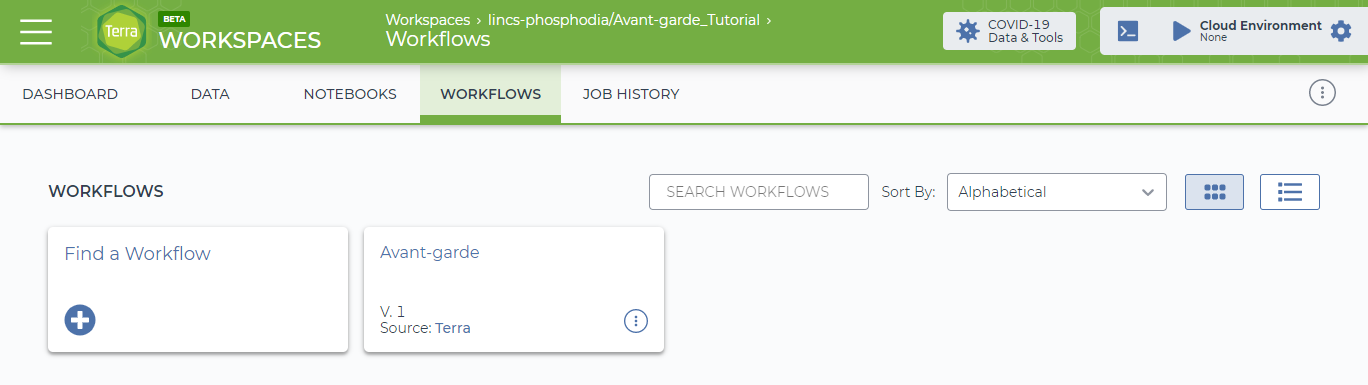 Terra
BETA
WORKSPACES
Workspaces › lincs-phosphodia/Avant-garde_Tutorial ›
Workflows
COVID-19
Data & Tools
Cloud Environment
None
DASHBOARD
DATA
NOTEBOOKS
WORKFLOWS
JOB HISTORY
WORKFLOWS
SEARCH WORKFLOWS
Sort By:
Alphabetical
Find a Workflow
Avant-garde
V. 1
Source: Terra